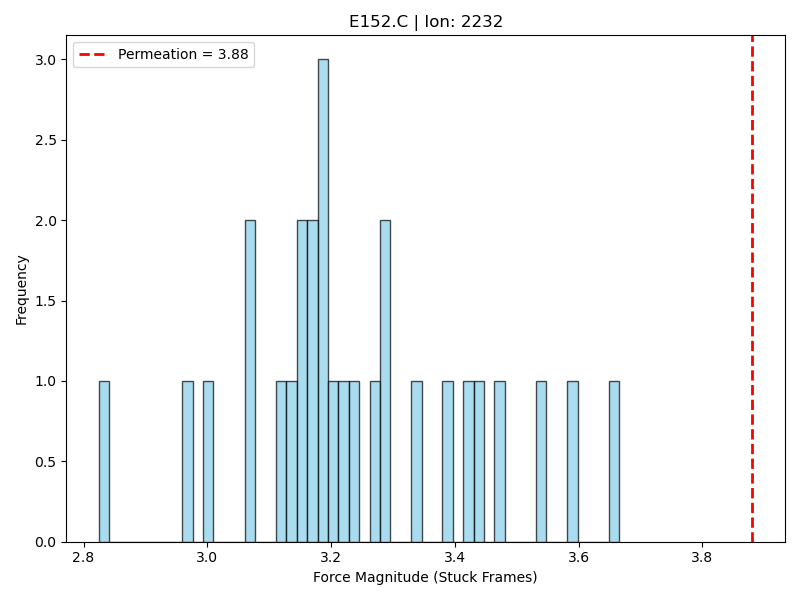 E152.C | Ion: 2232
Permeation = 3.88
3.0
2.5
2.0
1.5
1.0
0.5
0.0
Frequency
2.8 3.0 3.2 3.4 3.6 3.8
Force Magnitude (Stuck Frames)